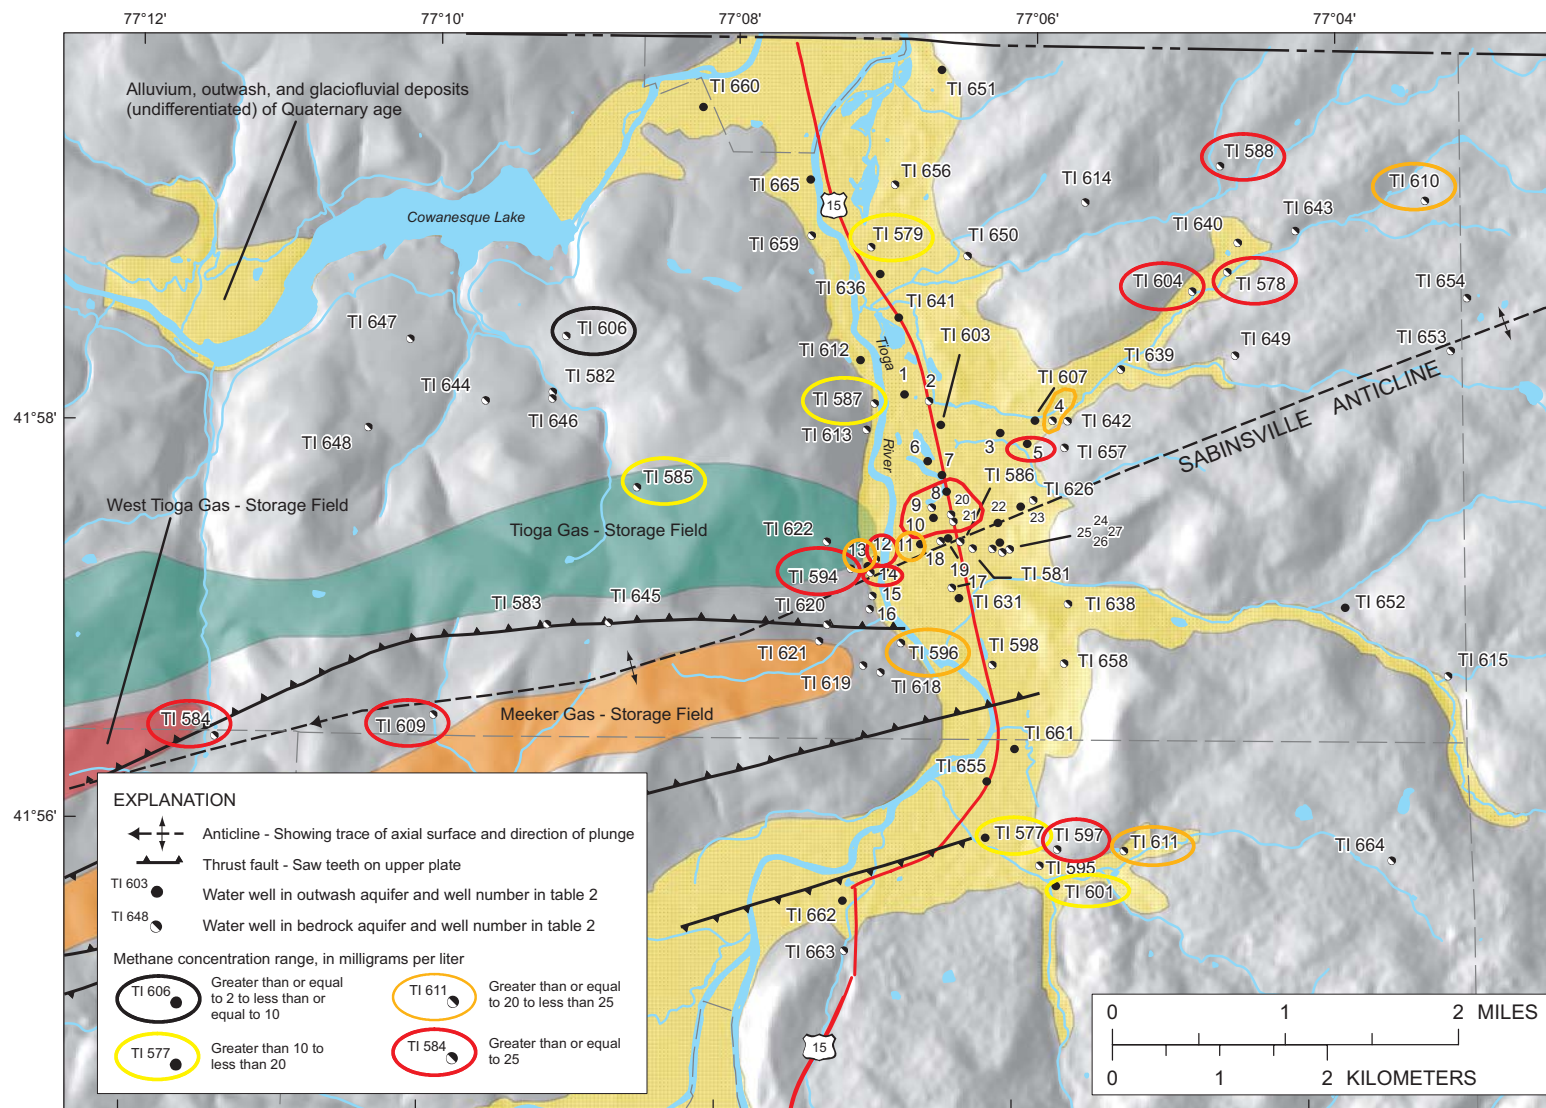 77°12'
77°10'
77°08'
77°06'
77°04'
Alluvium, outwash, and glaciofluvial deposits
(undifferentiated) of Quaternary age
TI 660
TI 651
TI 588
TI 656
TI 665
TI 614
TI 610
15
Cowanesque Lake
TI 659
TI 579
TI 650
TI 640
TI 643
TI 636
TI 604
TI 578
TI 654
TI 641
TI 647
TI 606
TI 603
TI 653
TI 612
Tioga
TI 649
TI 639
TI 582
1
2
TI 607
TI 644
TI 587
4
41°58'
TI 646
TI 642
SABINSVILLE ANTICLINE
TI 648
TI 613
River
6
7
3
5
TI 657
TI 585
TI 586
West Tioga Gas - Storage Field
8
20
TI 626
9
21
22
23
24
10
25
27
26
Tioga Gas - Storage Field
TI 622
12
11
13
18
TI 594
14
19
TI 581
17
15
TI 583
TI 645
TI 620
16
TI 631
TI 638
TI 652
TI 621
TI 596
TI 598
TI 619
TI 618
TI 658
TI 615
TI 584
TI 609
Meeker Gas - Storage Field
TI 661
TI 655
41°56'
TI 577
TI 597
TI 611
TI 595
TI 664
TI 601
TI 662
TI 663
15
EXPLANATION
Anticline - Showing trace of axial surface and direction of plunge
Thrust fault - Saw teeth on upper plate
TI 603
Water well in outwash aquifer and well number in table 2
TI 648
Water well in bedrock aquifer and well number in table 2
Methane concentration range, in milligrams per liter
TI 606
Greater than or equal
to 2 to less than or
equal to 10
TI 611
Greater than or equal
to 20 to less than 25
TI 577
Greater than 10 to
less than 20
TI 584
Greater than or equal
to 25
0 1 2 MILES
0 1 2 KILOMETERS